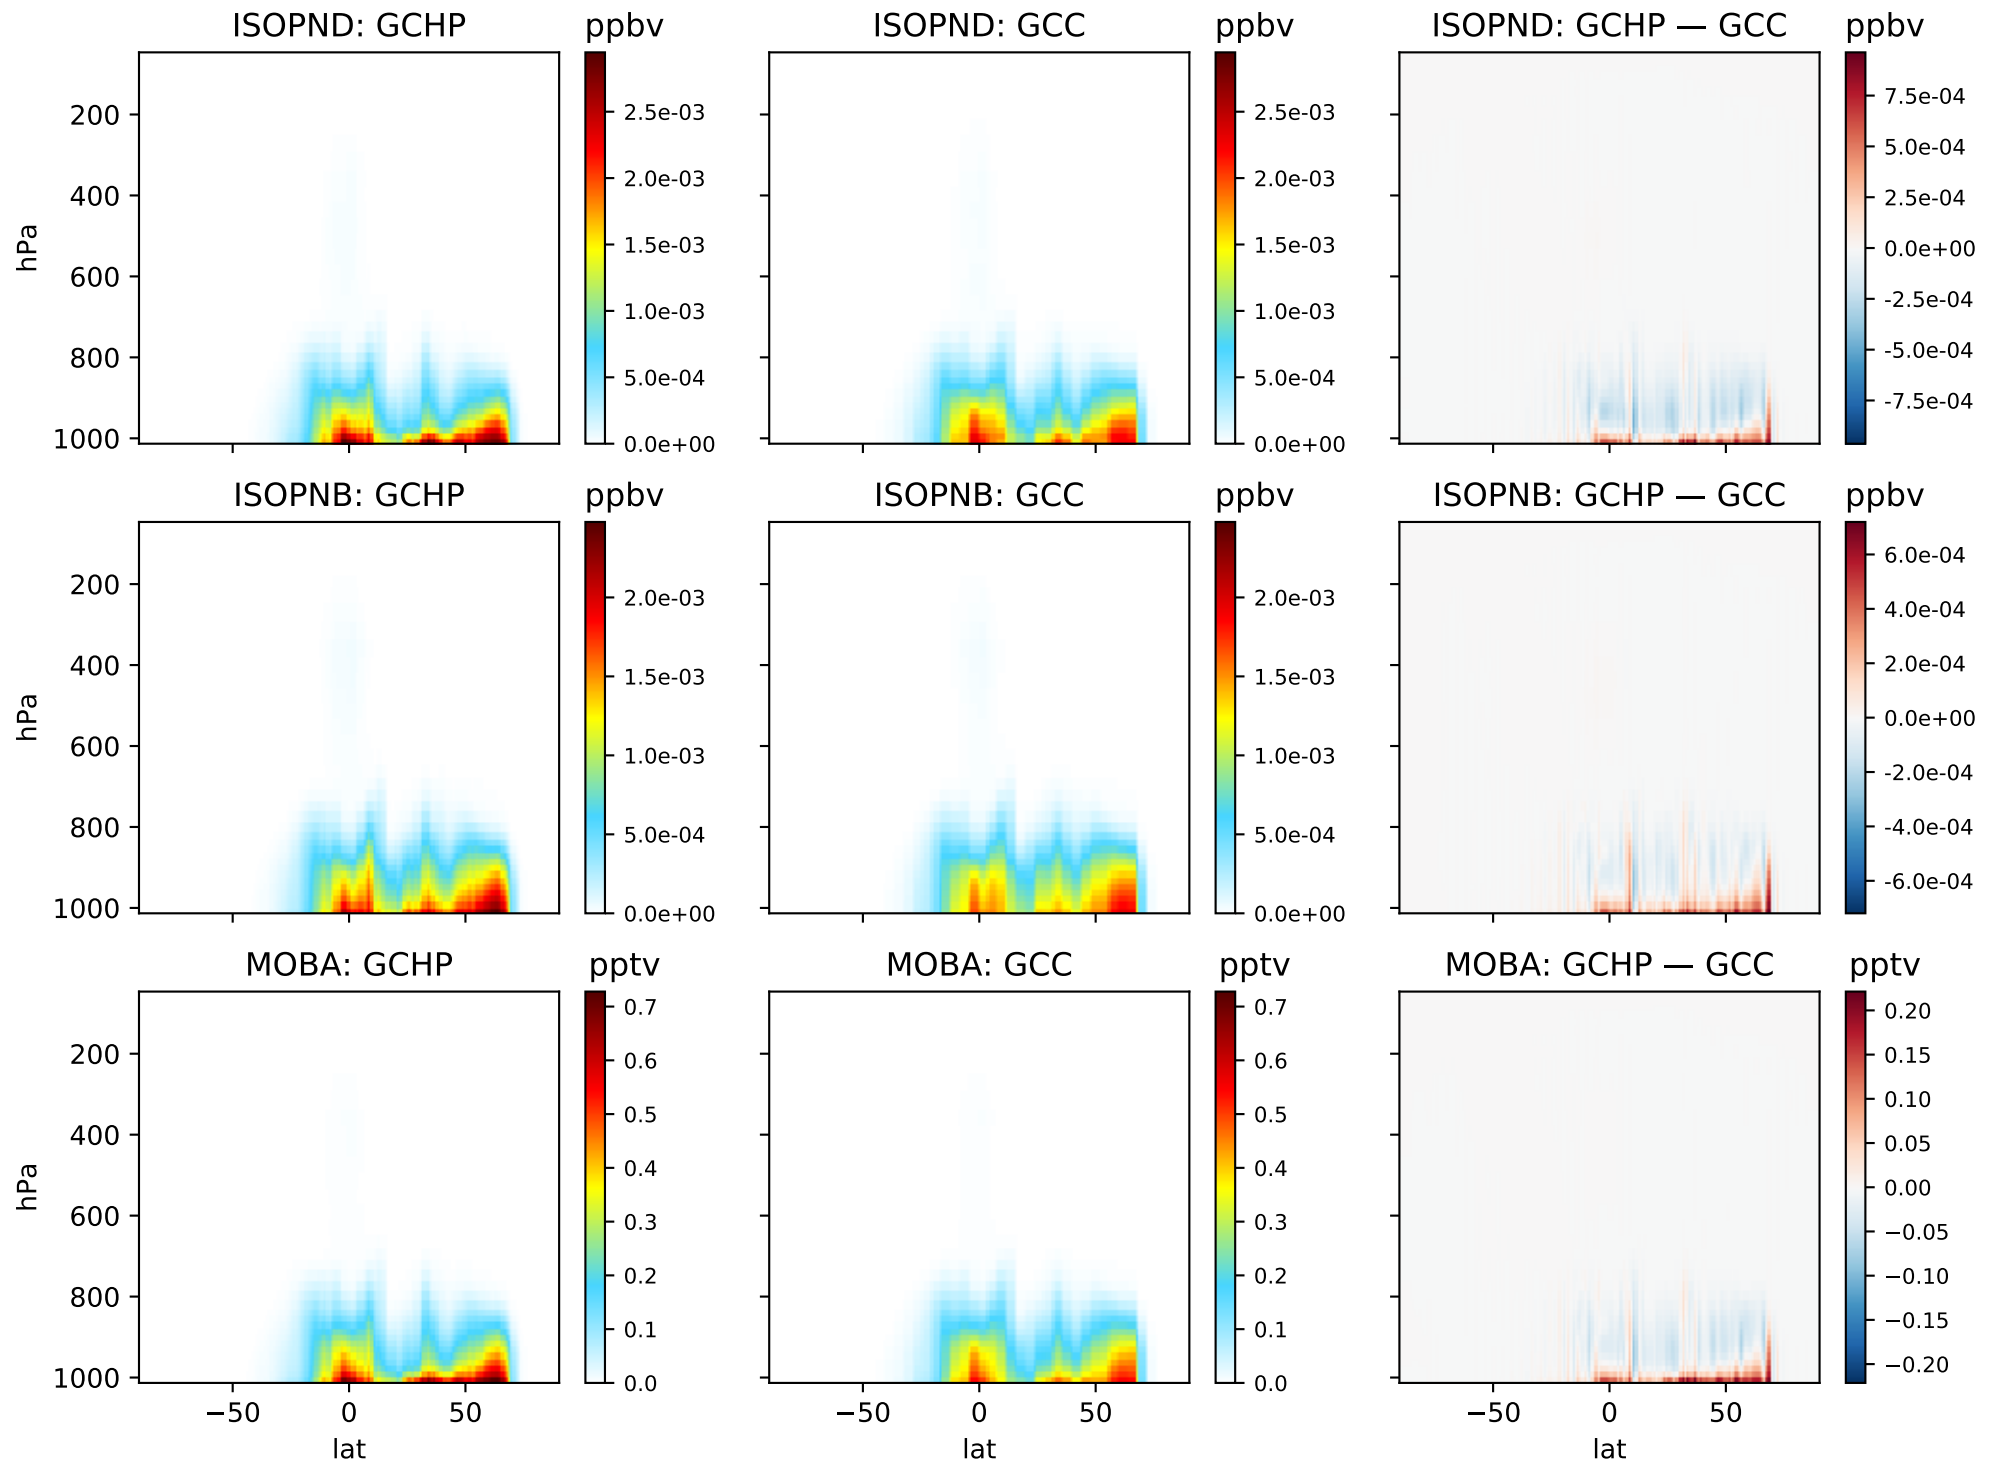 ISOPND: GCHP ppbv ISOPND: GCC ppbv ISOPND: GCHP — GCC ppbv
hPa
200
400
600
800
1000
2.5e-03
2.0e-03
1.5e-03
1.0e-03
5.0e-04
0.0e+00
2.5e-03
2.0e-03
1.5e-03
1.0e-03
5.0e-04
0.0e+00
7.5e-04
5.0e-04
2.5e-04
0.0e+00
-2.5e-04
-5.0e-04
-7.5e-04
ISOPNB: GCHP ppbv ISOPNB: GCC ppbv ISOPNB: GCHP — GCC ppbv
hPa
200
400
600
800
1000
2.0e-03
1.5e-03
1.0e-03
5.0e-04
0.0e+00
2.0e-03
1.5e-03
1.0e-03
5.0e-04
0.0e+00
6.0e-04
4.0e-04
2.0e-04
0.0e+00
-2.0e-04
-4.0e-04
-6.0e-04
MOBA: GCHP pptv MOBA: GCC pptv MOBA: GCHP — GCC pptv
hPa
200
400
600
800
1000
0.7
0.6
0.5
0.4
0.3
0.2
0.1
0.0
0.7
0.6
0.5
0.4
0.3
0.2
0.1
0.0
0.20
0.15
0.10
0.05
0.00
−0.05
−0.10
−0.15
−0.20
−50 0 50 −50 0 50 −50 0 50
lat lat lat